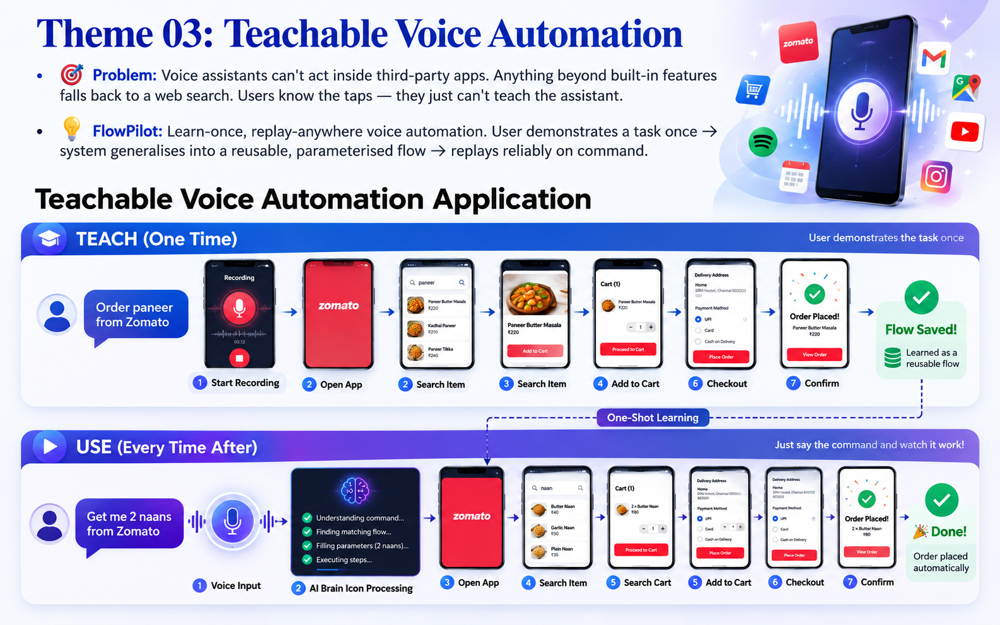 Theme 03: Teachable Voice Automation
zomato
Problem: Voice assistants can't act inside third-party apps. Anything beyond built-in features
falls back to a web search. Users know the taps — they just can't teach the assistant.
FlowPilot: Learn-once, replay-anywhere voice automation. User demonstrates a task once →
system generalises into a reusable, parameterised flow → replays reliably on command.
Teachable Voice Automation Application
TEACH (One Time)
User demonstrates the task once
Order paneer
from Zomato
Recording
00:12
1 Start Recording
zomato
2 Open App
paneer
Paneer Butter Masala
₹220
Kadhai Paneer
₹210
Paneer Tikka
₹240
2 Search Item
Paneer Butter Masala
₹220
Add to Cart
3 Search Item
Cart (1)
Paneer Butter Masala
₹220
− 1 +
Proceed to Cart
4 Add to Cart
Delivery Address
Home
Hostel, Chennai
Payment Method
UPI
Card
Cash on Delivery
Place Order
6 Checkout
Order Placed!
Paneer Butter Masala
₹220
View Order
7 Confirm
Flow Saved!
Learned as a
reusable flow
One-Shot Learning
USE (Every Time After)
Just say the command and watch it work!
Get me 2 naans
from Zomato
1 Voice Input
Understanding command...
Finding matching flow...
Filling parameters (2 naans)...
Executing steps...
2 AI Brain Icon Processing
zomato
3 Open App
naan
Butter Naan
₹40
Garlic Naan
₹50
Plain Naan
₹35
4 Search Item
Cart (1)
2 × Butter Naan
₹80
− 1 +
Proceed to Cart
5 Search Cart
Delivery Address
Home
Payment Method
Card
Cash on Delivery
Place Order
5 Add to Cart
Delivery Address
Home
Payment Method
UPI
Card
Cash on Delivery
Place Order
6 Checkout
Order Placed!
2 × Butter Naan
₹80
View Order
7 Confirm
Done!
Order placed
automatically